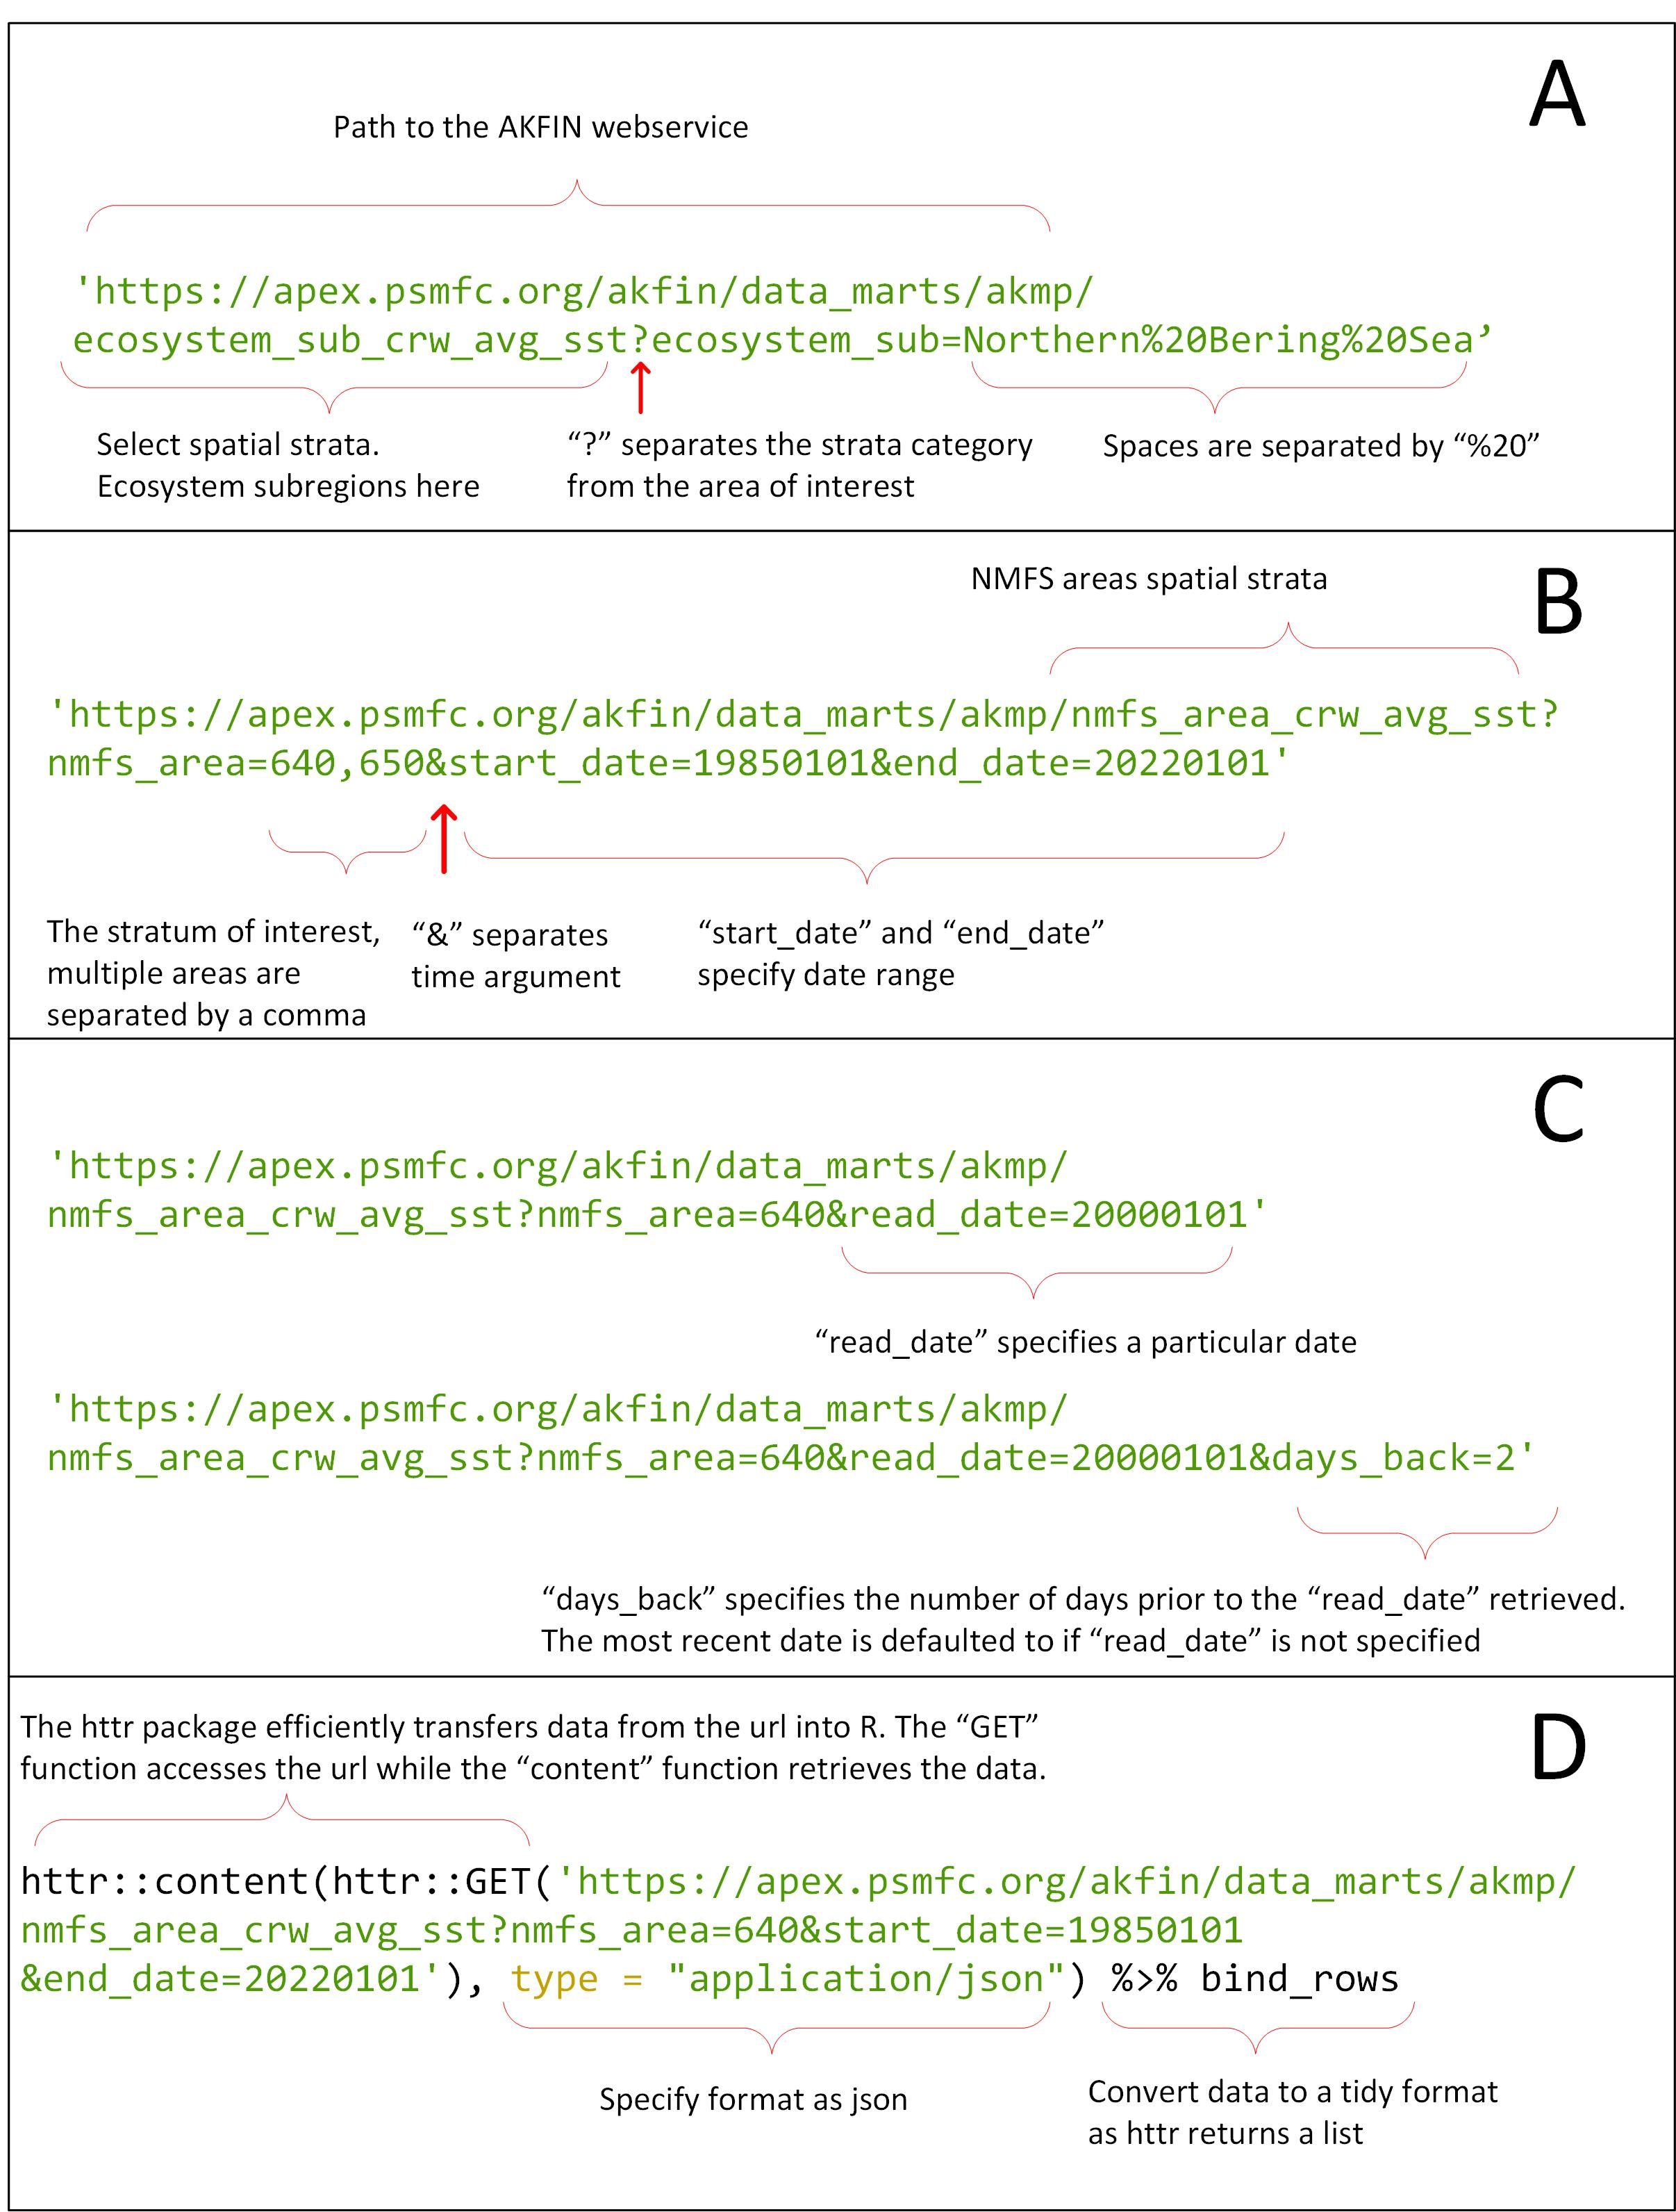 A
Path to the AKFIN webservice
'https://apex.psmfc.org/akfin/data_marts/akmp/
ecosystem_sub_crw_avg_sst?ecosystem_sub=Northern%20Bering%20Sea’
Select spatial strata.
Ecosystem subregions here
“?” separates the strata category
from the area of interest
Spaces are separated by “%20”
B
NMFS areas spatial strata
'https://apex.psmfc.org/akfin/data_marts/akmp/nmfs_area_crw_avg_sst?
nmfs_area=640,650&start_date=19850101&end_date=20220101'
The stratum of interest,
multiple areas are
separated by a comma
“&” separates
time argument
“start_date” and “end_date”
specify date range
C
'https://apex.psmfc.org/akfin/data_marts/akmp/
nmfs_area_crw_avg_sst?nmfs_area=640&read_date=20000101'
“read_date” specifies a particular date
'https://apex.psmfc.org/akfin/data_marts/akmp/
nmfs_area_crw_avg_sst?nmfs_area=640&read_date=20000101&days_back=2'
“days_back” specifies the number of days prior to the “read_date” retrieved.
The most recent date is defaulted to if “read_date” is not specified
D
The httr package efficiently transfers data from the url into R. The “GET”
function accesses the url while the “content” function retrieves the data.
httr::content(httr::GET('https://apex.psmfc.org/akfin/data_marts/akmp/
nmfs_area_crw_avg_sst?nmfs_area=640&start_date=19850101
&end_date=20220101'), type = "application/json") %>% bind_rows
Specify format as json
Convert data to a tidy format
as httr returns a list